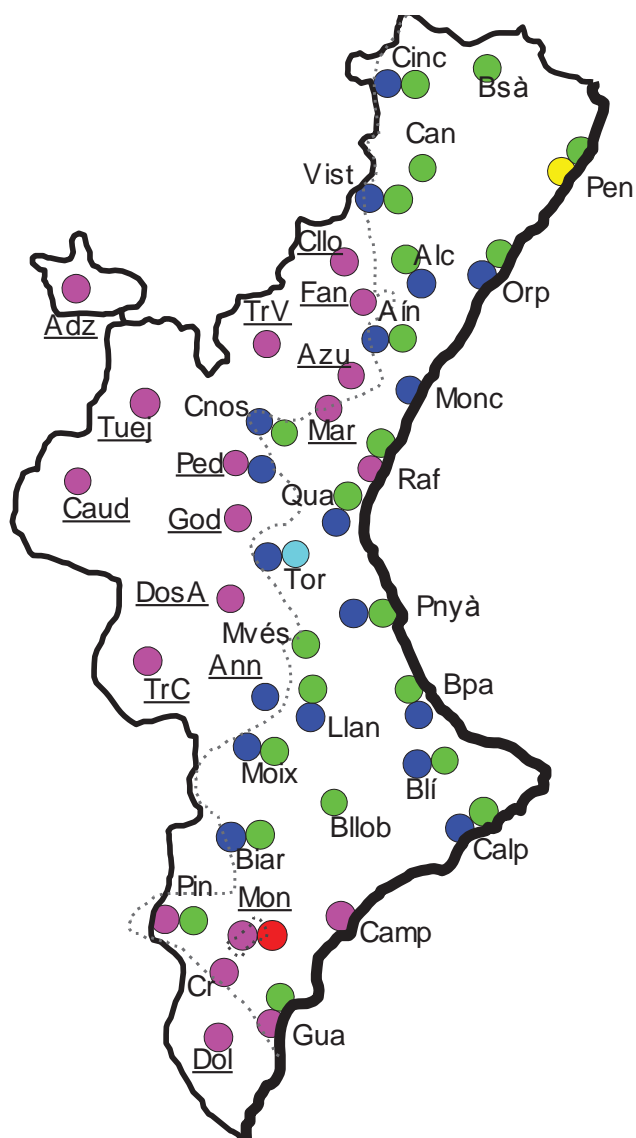 Cinc
Bsà
Can
Vist
Pen
Cllo
Alc
Adz
Fan
Orp
TrV
Aín
Azu
Monc
Tuej
Cnos
Mar
Ped
Raf
Caud
Qua
God
Tor
DosA
Pnyà
Mvés
Ann
TrC
Bpa
Llan
Moix
Blí
Bllob
Calp
Biar
Pin
Mon
Camp
Cr
Gua
Dol